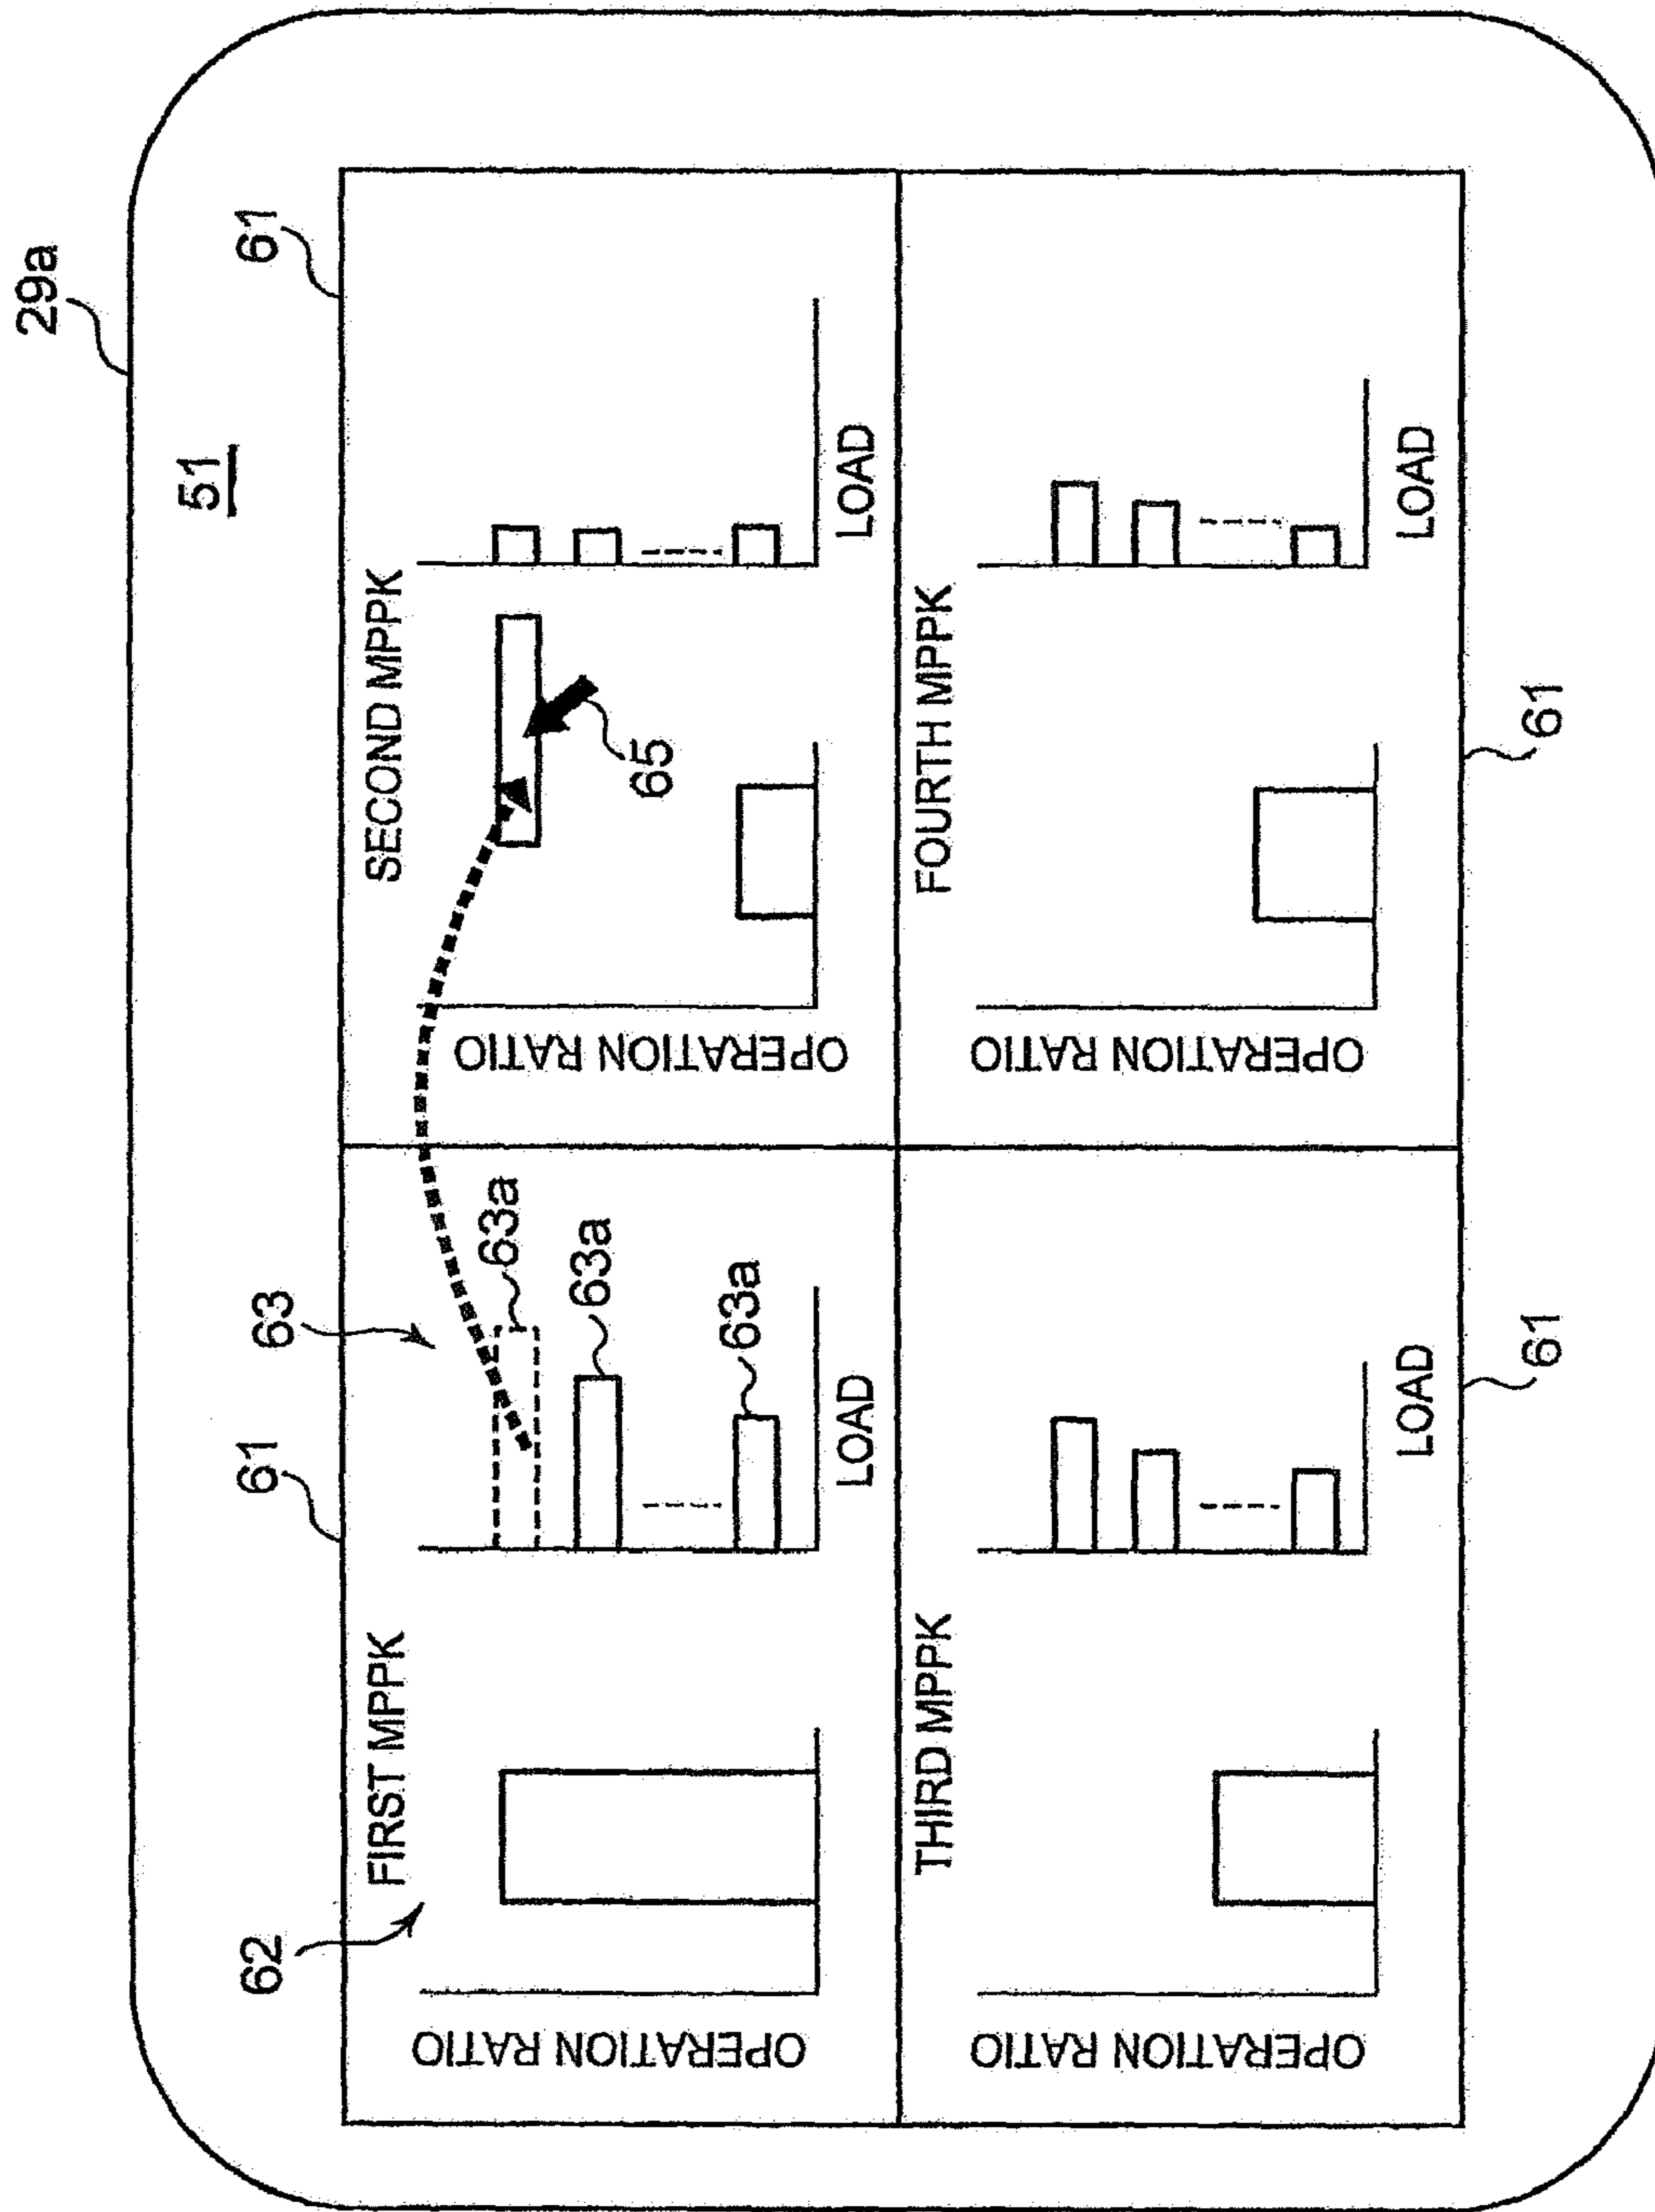 29a
51
61
61
62
63
FIRST MPPK
SECOND MPPK
63a
63a
63a
65
OPERATION RATIO
LOAD
OPERATION RATIO
LOAD
THIRD MPPK
FOURTH MPPK
OPERATION RATIO
LOAD
OPERATION RATIO
LOAD
61
61